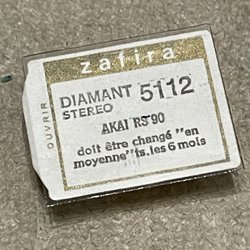 zafira
OUVRIR
DIAMANT 5112
STEREO
AKAI RS 90
doit être changé "en
moyenne"ts.les 6 mois